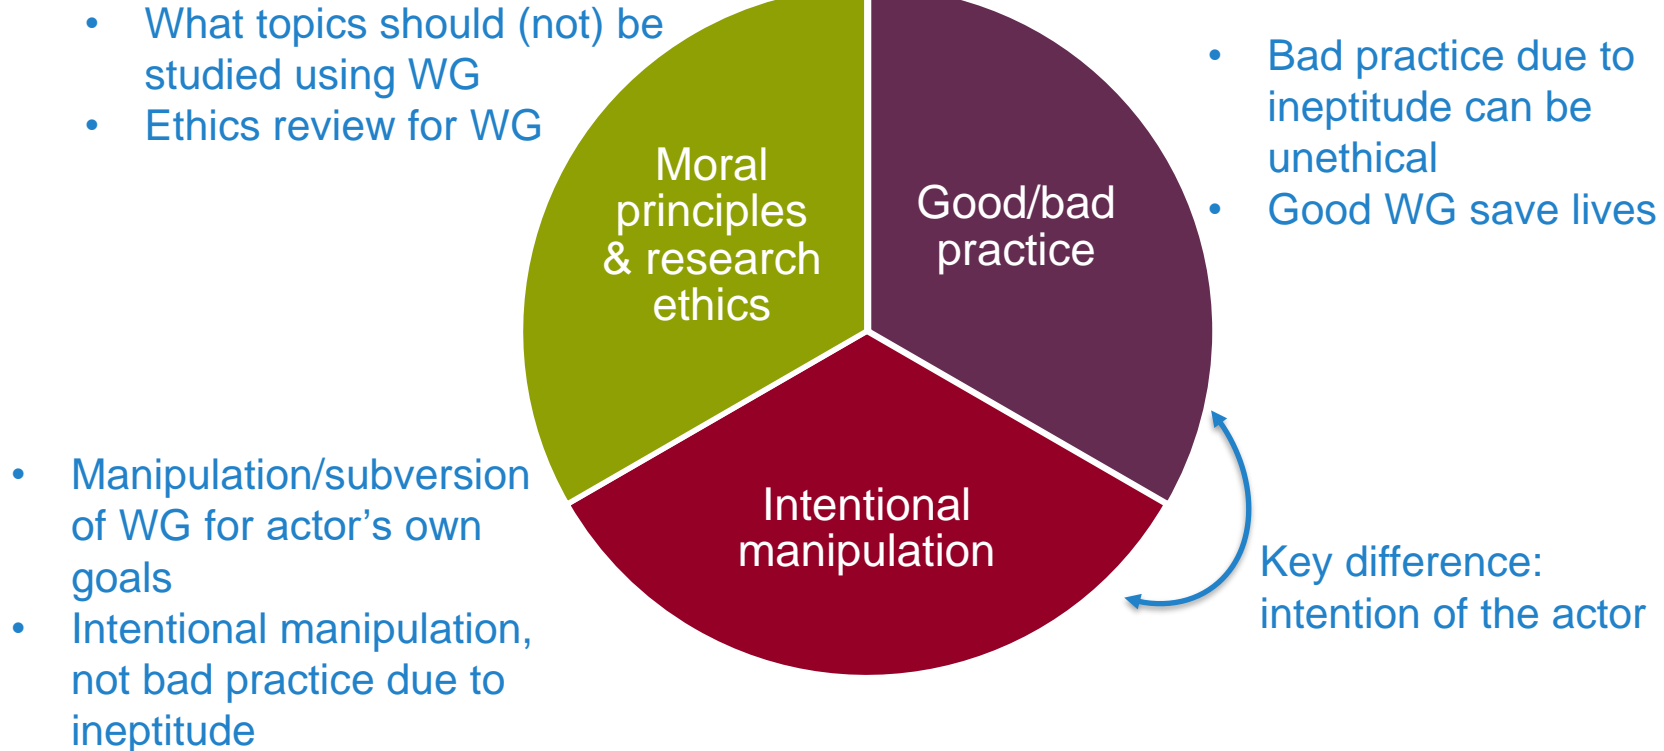 • What topics should (not) be
studied using WG
• Ethics review for WG
Moral
principles
& research
ethics
Good/bad
practice
• Bad practice due to
ineptitude can be
unethical
• Good WG save lives
• Manipulation/subversion
of WG for actor’s own
goals
• Intentional manipulation,
not bad practice due to
ineptitude
Intentional
manipulation
Key difference:
intention of the actor